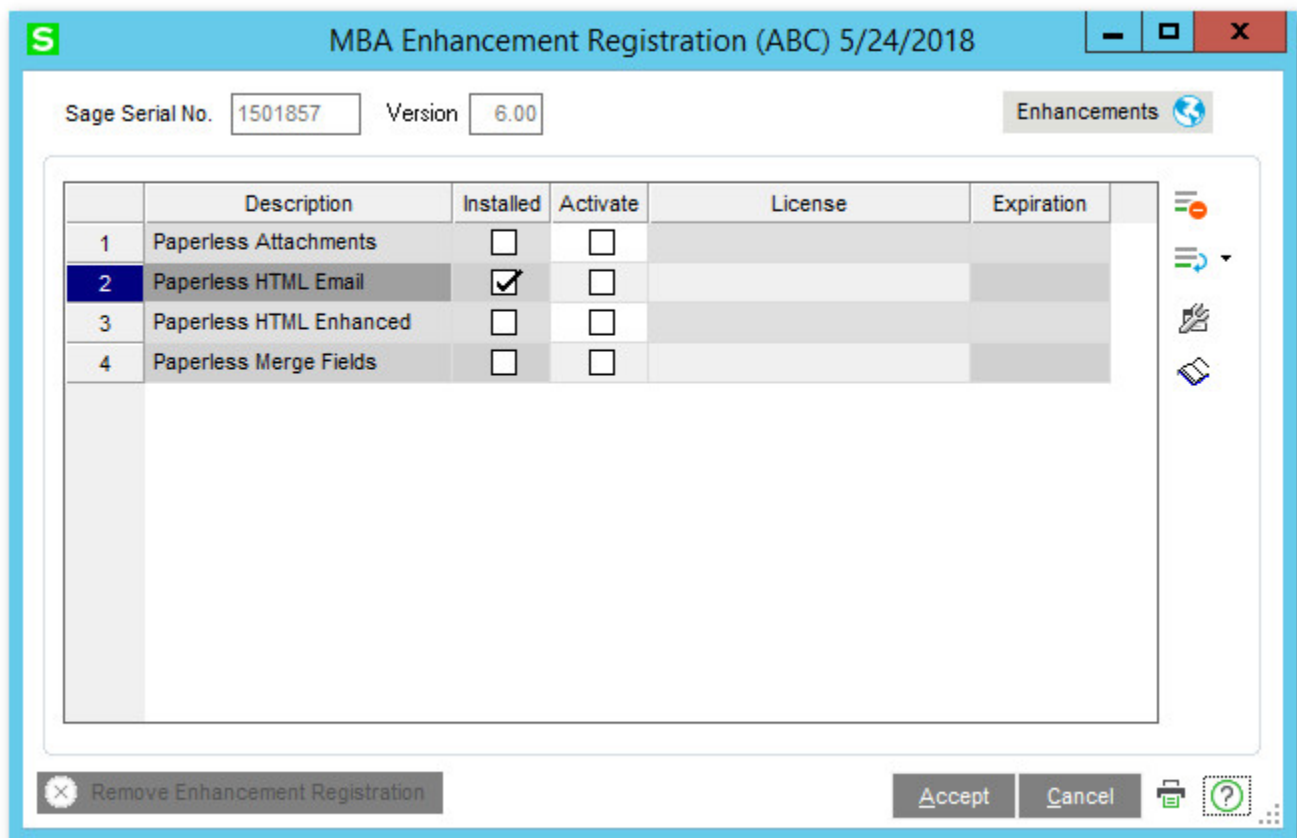 S MBA Enhancement Registration (ABC) 5/24/2018
Sage Serial No. 1501857 Version 6.00 Enhancements
Description Installed Activate License Expiration
1 Paperless Attachments
2 Paperless HTML Email
3 Paperless HTML Enhanced
4 Paperless Merge Fields
Remove Enhancement Registration Accept Cancel ?